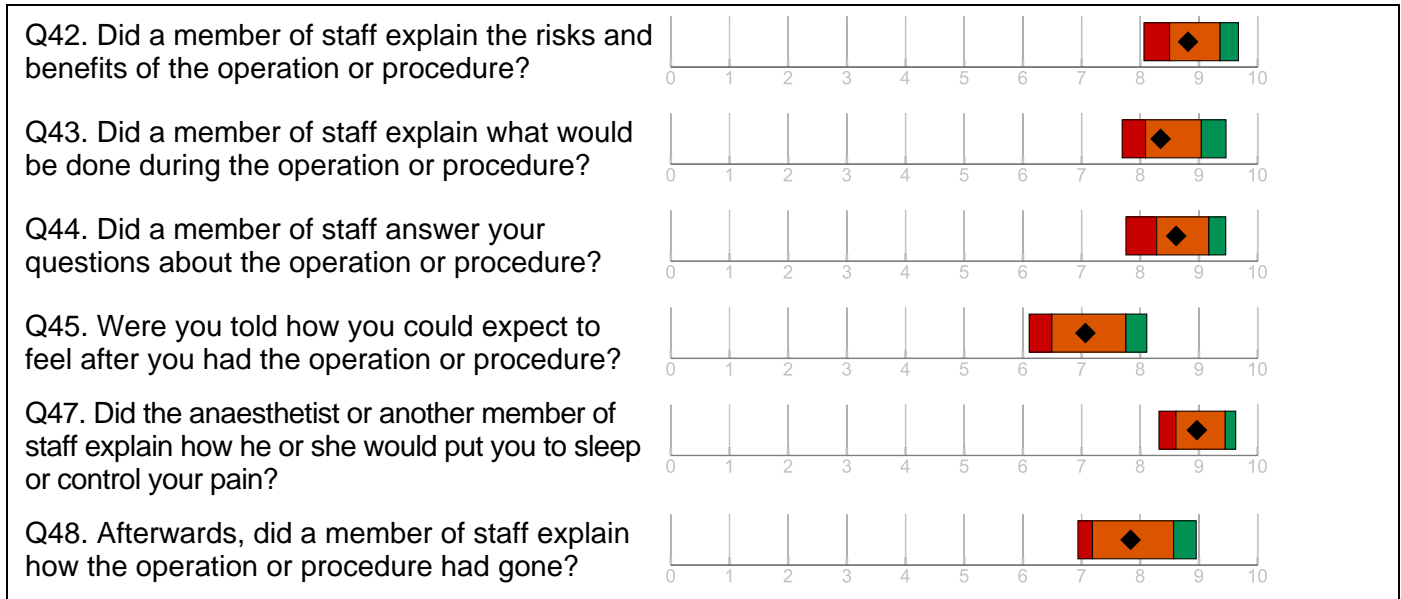 Q42. Did a member of staff explain the risks and
benefits of the operation or procedure?
0 1 2 3 4 5 6 7 8 9 10
Q43. Did a member of staff explain what would
be done during the operation or procedure?
0 1 2 3 4 5 6 7 8 9 10
Q44. Did a member of staff answer your
questions about the operation or procedure?
0 1 2 3 4 5 6 7 8 9 10
Q45. Were you told how you could expect to
feel after you had the operation or procedure?
0 1 2 3 4 5 6 7 8 9 10
Q47. Did the anaesthetist or another member of
staff explain how he or she would put you to sleep
or control your pain?
0 1 2 3 4 5 6 7 8 9 10
Q48. Afterwards, did a member of staff explain
how the operation or procedure had gone?
0 1 2 3 4 5 6 7 8 9 10